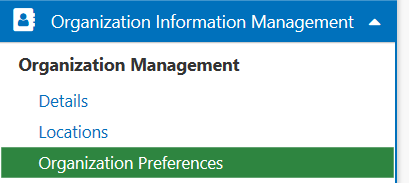 Organization Information Management
Organization Management
Details
Locations
Organization Preferences